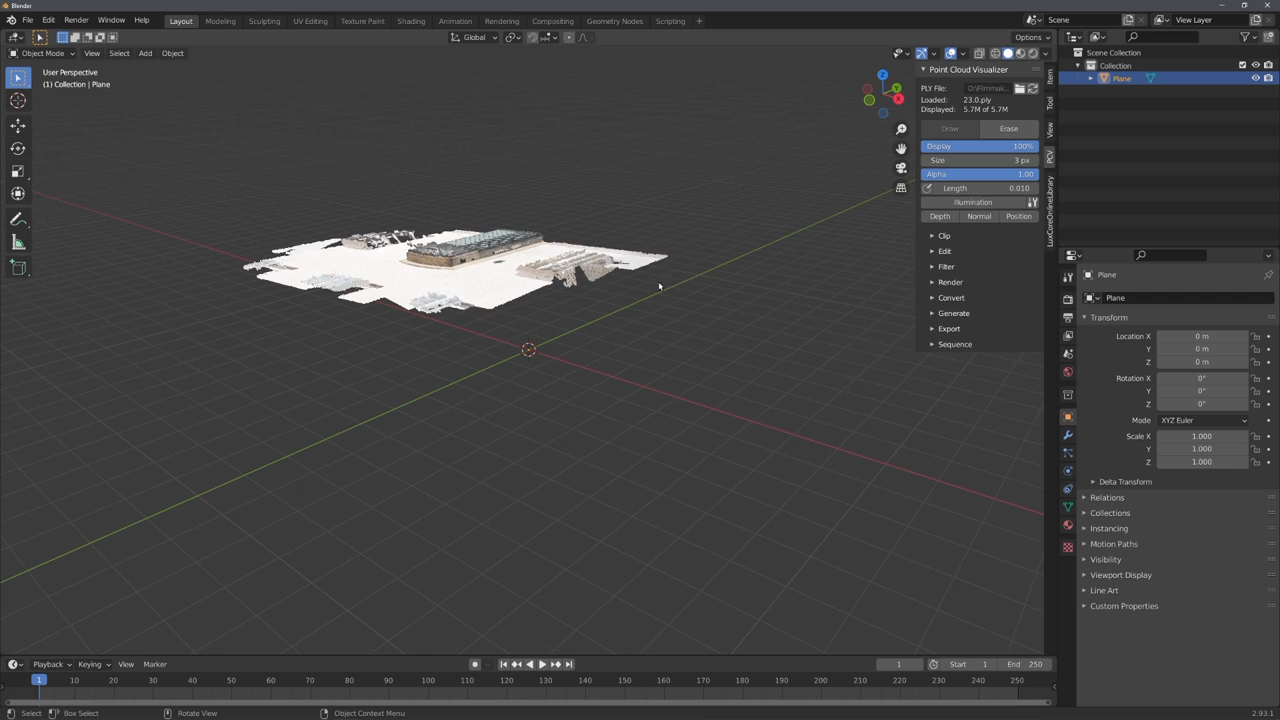 Blender
File Edit Render Window Help Layout Modeling Sculpting UV Editing Texture Paint Shading Animation Rendering Compositing Geometry Nodes Scripting + Scene View Layer
Global Options
Object Mode View Select Add Object
User Perspective
(1) Collection | Plane
Z
Y
X
Point Cloud Visualizer
PLY File: D:\Filmmak...
Loaded: 23.0.ply
Displayed: 5.7M of 5.7M
Draw Erase
Display 100%
Size 3 px
Alpha 1.00
Length 0.010
Illumination
Depth Normal Position
Clip
Edit
Filter
Render
Convert
Generate
Export
Sequence
Item
Tool
View
PCV
LuxCoreOnlineLibrary
Scene Collection
Collection
Plane
Plane
Plane
Transform
Location X 0 m
Y 0 m
Z 0 m
Rotation X 0°
Y 0°
Z 0°
Mode XYZ Euler
Scale X 1.000
Y 1.000
Z 1.000
Delta Transform
Relations
Collections
Instancing
Motion Paths
Visibility
Viewport Display
Line Art
Custom Properties
Playback Keying View Marker 1 Start 1 End 250
1 10 20 30 40 50 60 70 80 90 100 110 120 130 140 150 160 170 180 190 200 210 220 230 240 250
Select Box Select Rotate View Object Context Menu 2.93.1